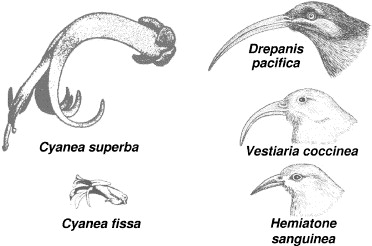 Drepanis
pacifica
Cyanea superba
Vestiaria coccinea
Cyanea fissa
Hemiatone
sanguinea